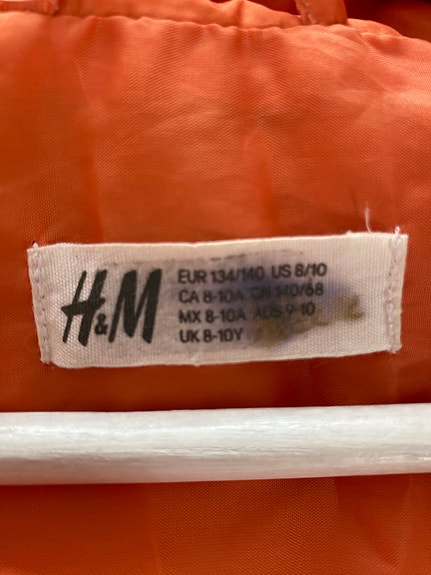 H&M
EUR 134/140 US 8/10
CA 8-10A CN 140/68
MX 8-10A AUS 9-10
UK 8-10Y